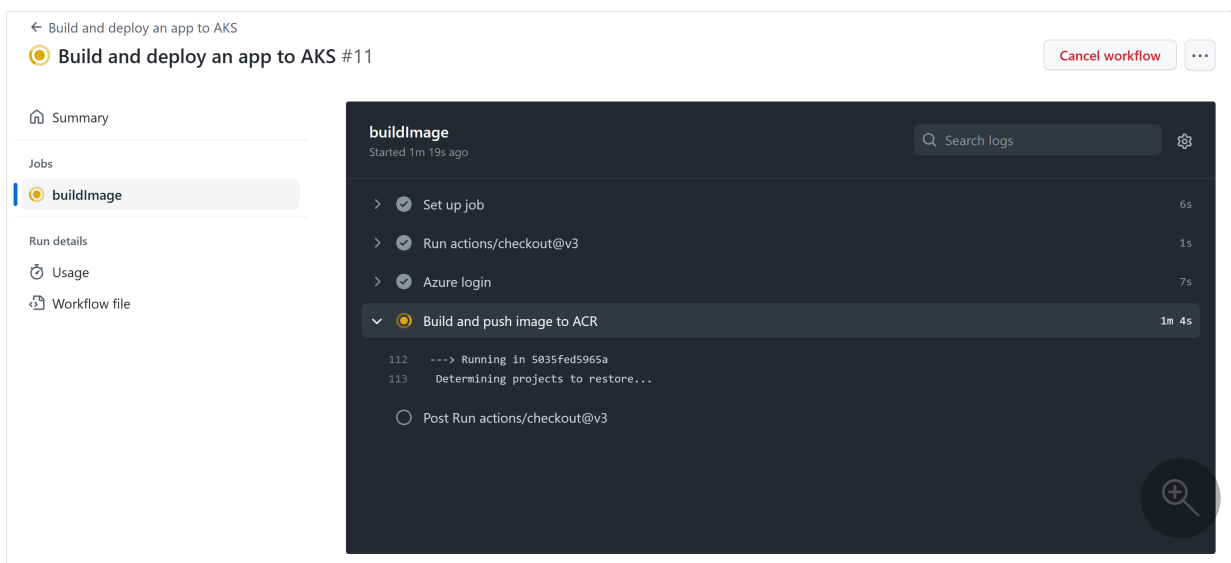 ← Build and deploy an app to AKS
Build and deploy an app to AKS #11
Cancel workflow
...
Summary
Jobs
buildImage
Run details
Usage
Workflow file
buildImage
Started 1m 19s ago
Search logs
Set up job 6s
Run actions/checkout@v3 1s
Azure login 7s
Build and push image to ACR 1m 4s
112 ---> Running in 5035fed5965a
113 Determining projects to restore...
Post Run actions/checkout@v3